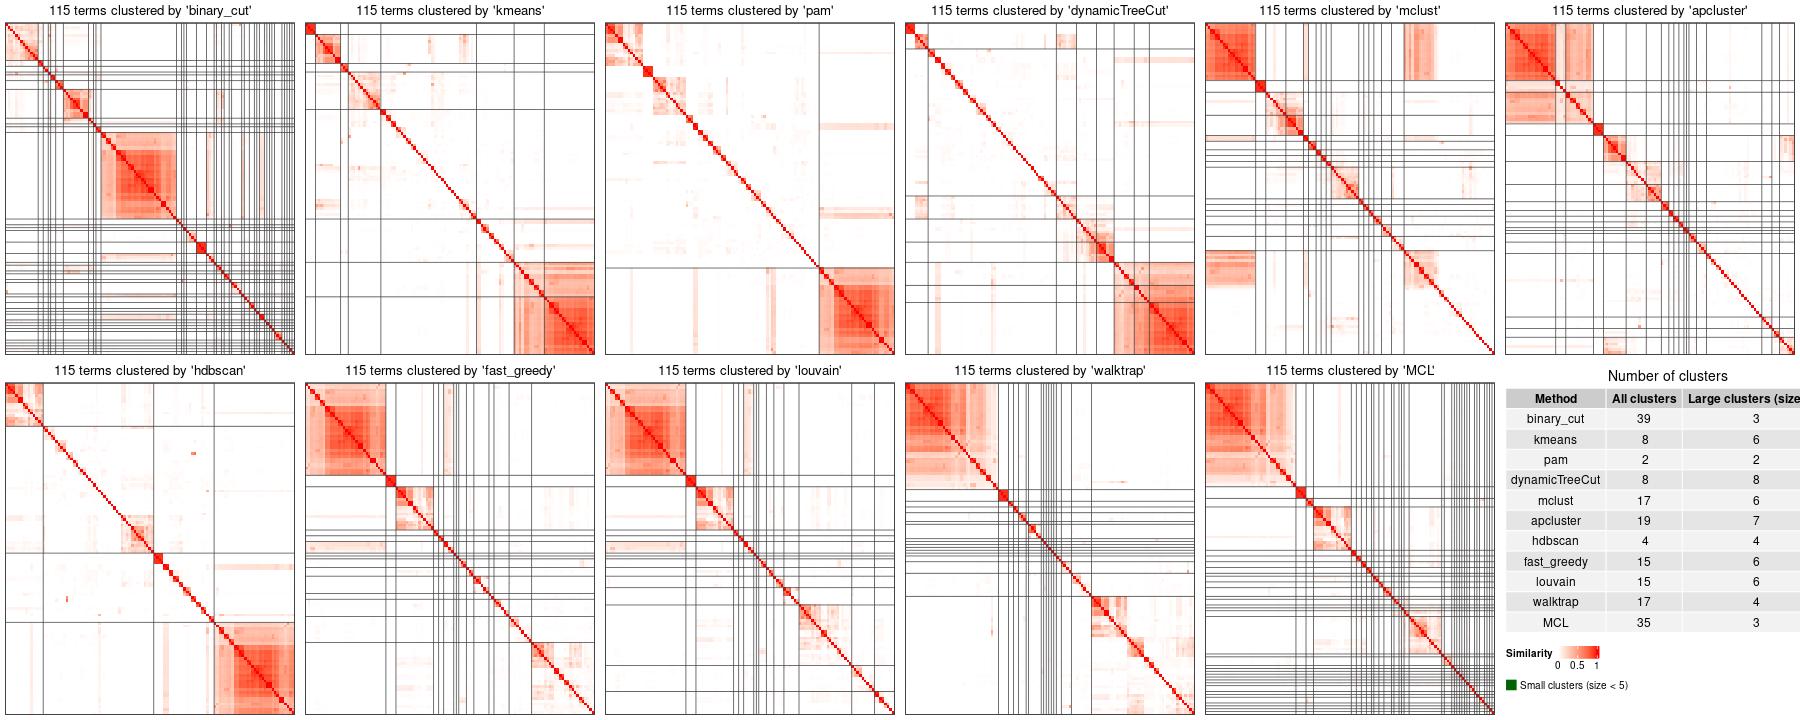 115 terms clustered by 'binary_cut'
115 terms clustered by 'kmeans'
115 terms clustered by 'pam'
115 terms clustered by 'dynamicTreeCut'
115 terms clustered by 'mclust'
115 terms clustered by 'apcluster'
115 terms clustered by 'hdbscan'
115 terms clustered by 'fast_greedy'
115 terms clustered by 'louvain'
115 terms clustered by 'walktrap'
115 terms clustered by 'MCL'
Number of clusters
Method All clusters Large clusters (size
binary_cut 39 3
kmeans 8 6
pam 2 2
dynamicTreeCut 8 8
mclust 17 6
apcluster 19 7
hdbscan 4 4
fast_greedy 15 6
louvain 15 6
walktrap 17 4
MCL 35 3
Similarity
0 0.5 1
Small clusters (size < 5)